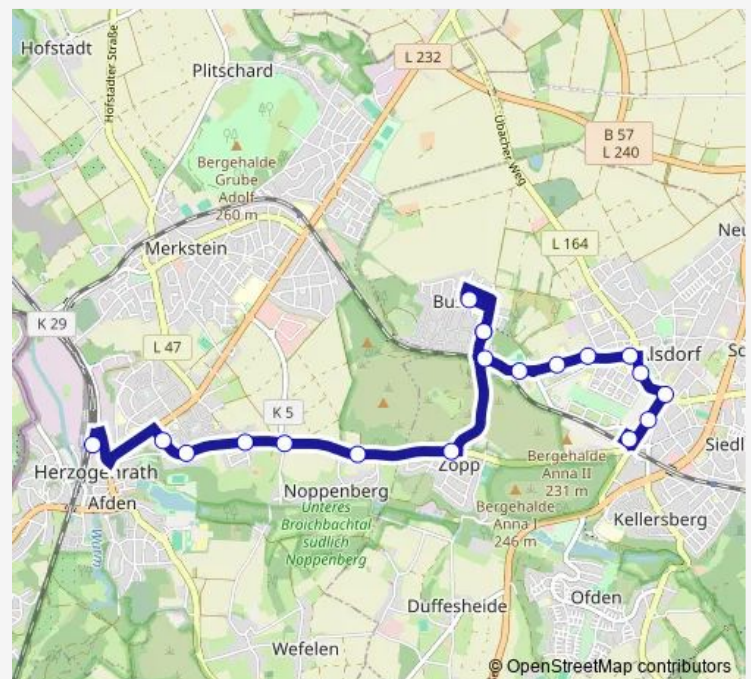 Hofstadt
Hofstadter Straße
Plitschard
L 232
B 57
L 240
Übacher Weg
Bergehalde
Grube
Adolf
260 m
Merkstein
L 164
Neu
K 29
L 47
Bus
Alsdorf
Sc
K 5
Herzogenrath
Afden
Wurm
Noppenberg
Unteres
Broichbachtal
südlich
Noppenberg
Zopp
Bergehalde
Anna II
231 m
Siedl
Bergehalde
Anna I
246 m
Kellersberg
Ofden
Duffesheide
Wefelen
© OpenStreetMap contributors